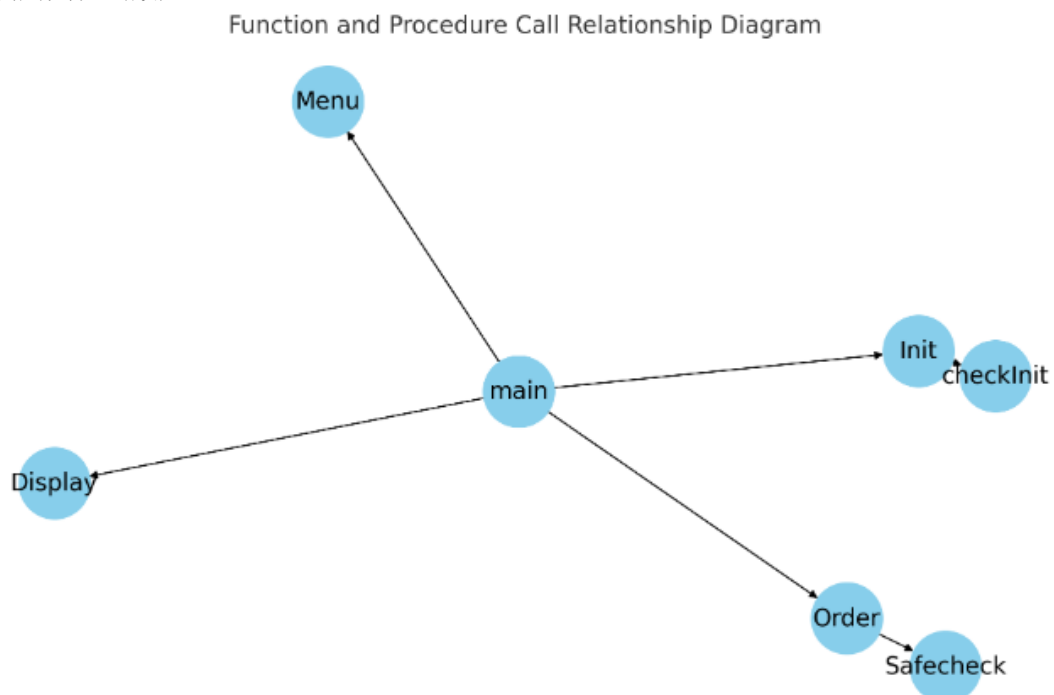 Function and Procedure Call Relationship Diagram
Menu
Init
checkInit
main
Display
Order
Safecheck